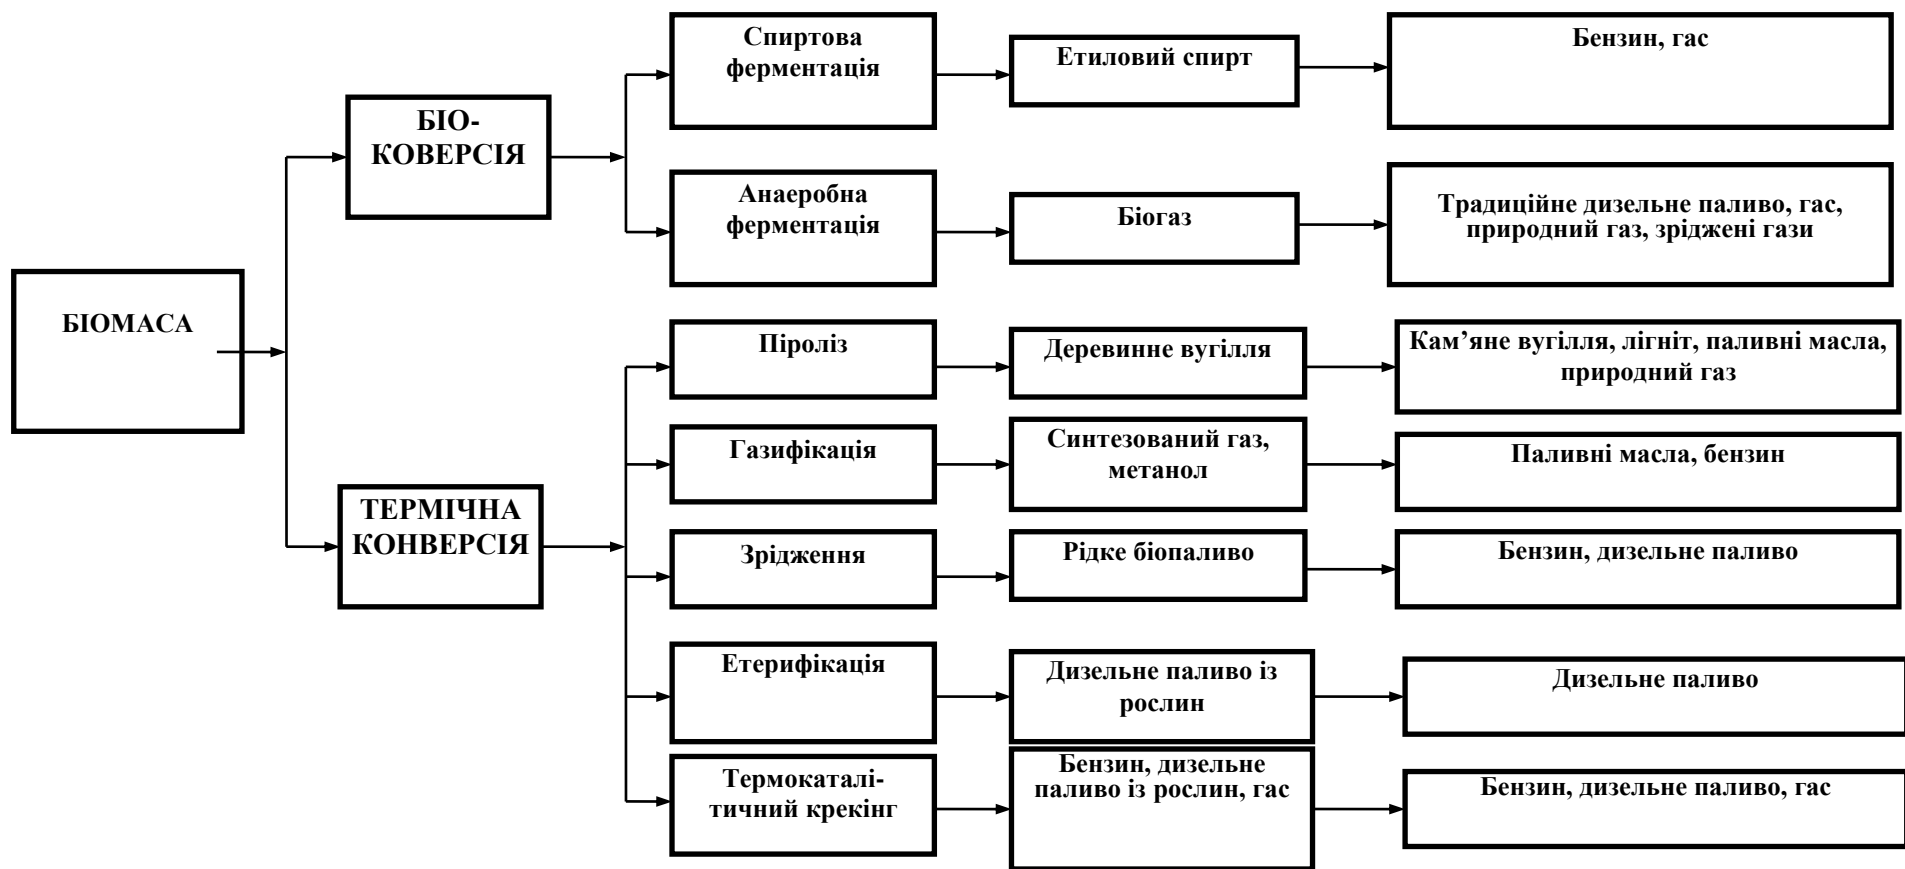 Спиртова
ферментація
Етиловий спирт
Бензин, гас
БІО-
КОВЕРСІЯ
Анаеробна
ферментація
Біогаз
Традиційне дизельне паливо, гас,
природний газ, зріджені гази
БІОМАСА
Піроліз
Деревинне вугілля
Кам’яне вугілля, лігніт, паливні масла,
природний газ
Газифікація
Синтезований газ,
метанол
Паливні масла, бензин
ТЕРМІЧНА
КОНВЕРСІЯ
Зрідження
Рідке біопаливо
Бензин, дизельне паливо
Етерифікація
Дизельне паливо із
рослин
Дизельне паливо
Термокаталі-
тичний крекінг
Бензин, дизельне
паливо із рослин, гас
Бензин, дизельне паливо, гас